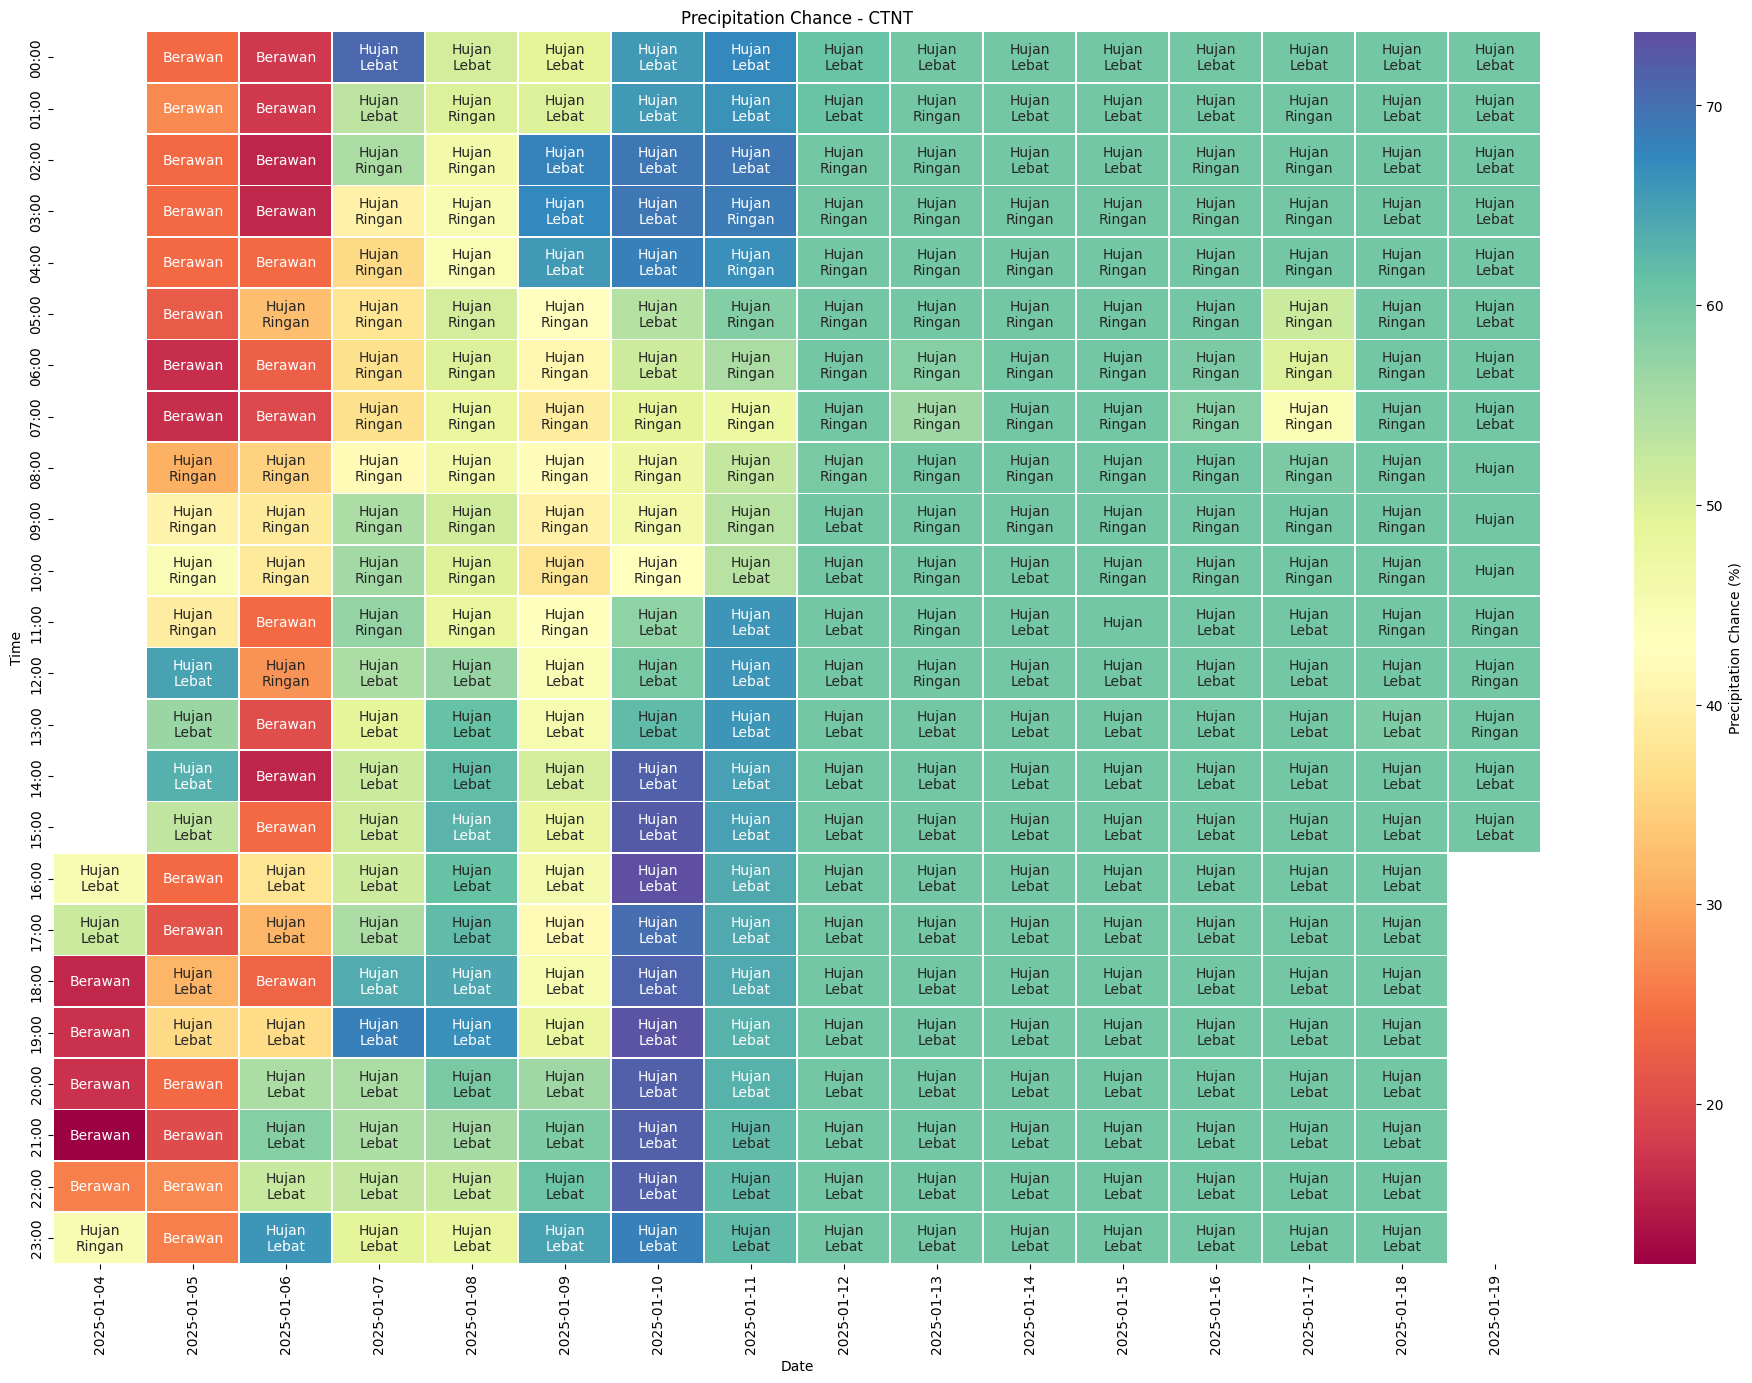 Precipitation Chance - CTNT
00:00 Berawan Berawan Hujan Lebat Hujan Lebat Hujan Lebat Hujan Lebat Hujan Lebat Hujan Lebat Hujan Lebat Hujan Lebat Hujan Lebat Hujan Lebat Hujan Lebat Hujan Lebat Hujan Lebat
01:00 Berawan Berawan Hujan Lebat Hujan Ringan Hujan Lebat Hujan Lebat Hujan Lebat Hujan Lebat Hujan Ringan Hujan Lebat Hujan Lebat Hujan Lebat Hujan Ringan Hujan Lebat Hujan Lebat
02:00 Berawan Berawan Hujan Ringan Hujan Ringan Hujan Lebat Hujan Lebat Hujan Lebat Hujan Ringan Hujan Ringan Hujan Lebat Hujan Lebat Hujan Ringan Hujan Ringan Hujan Lebat Hujan Lebat
03:00 Berawan Berawan Hujan Ringan Hujan Ringan Hujan Lebat Hujan Lebat Hujan Ringan Hujan Ringan Hujan Ringan Hujan Ringan Hujan Ringan Hujan Ringan Hujan Ringan Hujan Lebat Hujan Lebat
04:00 Berawan Berawan Hujan Ringan Hujan Ringan Hujan Lebat Hujan Lebat Hujan Ringan Hujan Ringan Hujan Ringan Hujan Ringan Hujan Ringan Hujan Ringan Hujan Ringan Hujan Ringan Hujan Lebat
05:00 Berawan Hujan Ringan Hujan Ringan Hujan Ringan Hujan Ringan Hujan Lebat Hujan Ringan Hujan Ringan Hujan Ringan Hujan Ringan Hujan Ringan Hujan Ringan Hujan Ringan Hujan Ringan Hujan Lebat
06:00 Berawan Berawan Hujan Ringan Hujan Ringan Hujan Ringan Hujan Lebat Hujan Ringan Hujan Ringan Hujan Ringan Hujan Ringan Hujan Ringan Hujan Ringan Hujan Ringan Hujan Ringan Hujan Lebat
07:00 Berawan Berawan Hujan Ringan Hujan Ringan Hujan Ringan Hujan Ringan Hujan Ringan Hujan Ringan Hujan Ringan Hujan Ringan Hujan Ringan Hujan Ringan Hujan Ringan Hujan Ringan Hujan Lebat
08:00 Hujan Ringan Hujan Ringan Hujan Ringan Hujan Ringan Hujan Ringan Hujan Ringan Hujan Ringan Hujan Ringan Hujan Ringan Hujan Ringan Hujan Ringan Hujan Ringan Hujan Ringan Hujan Ringan Hujan
09:00 Hujan Ringan Hujan Ringan Hujan Ringan Hujan Ringan Hujan Ringan Hujan Ringan Hujan Ringan Hujan Lebat Hujan Ringan Hujan Ringan Hujan Ringan Hujan Ringan Hujan Ringan Hujan Ringan Hujan
10:00 Hujan Ringan Hujan Ringan Hujan Ringan Hujan Ringan Hujan Ringan Hujan Ringan Hujan Lebat Hujan Lebat Hujan Ringan Hujan Lebat Hujan Ringan Hujan Ringan Hujan Ringan Hujan Ringan Hujan
11:00 Hujan Ringan Berawan Hujan Ringan Hujan Ringan Hujan Ringan Hujan Lebat Hujan Lebat Hujan Lebat Hujan Ringan Hujan Lebat Hujan Hujan Lebat Hujan Lebat Hujan Ringan Hujan Ringan
12:00 Hujan Lebat Hujan Ringan Hujan Lebat Hujan Lebat Hujan Lebat Hujan Lebat Hujan Lebat Hujan Lebat Hujan Ringan Hujan Lebat Hujan Lebat Hujan Lebat Hujan Lebat Hujan Lebat Hujan Ringan
13:00 Hujan Lebat Berawan Hujan Lebat Hujan Lebat Hujan Lebat Hujan Lebat Hujan Lebat Hujan Lebat Hujan Lebat Hujan Lebat Hujan Lebat Hujan Lebat Hujan Lebat Hujan Lebat Hujan Ringan
14:00 Hujan Lebat Berawan Hujan Lebat Hujan Lebat Hujan Lebat Hujan Lebat Hujan Lebat Hujan Lebat Hujan Lebat Hujan Lebat Hujan Lebat Hujan Lebat Hujan Lebat Hujan Lebat Hujan Lebat
15:00 Hujan Lebat Berawan Hujan Lebat Hujan Lebat Hujan Lebat Hujan Lebat Hujan Lebat Hujan Lebat Hujan Lebat Hujan Lebat Hujan Lebat Hujan Lebat Hujan Lebat Hujan Lebat Hujan Lebat
16:00 Hujan Lebat Berawan Hujan Lebat Hujan Lebat Hujan Lebat Hujan Lebat Hujan Lebat Hujan Lebat Hujan Lebat Hujan Lebat Hujan Lebat Hujan Lebat Hujan Lebat Hujan Lebat Hujan Lebat
17:00 Hujan Lebat Berawan Hujan Lebat Hujan Lebat Hujan Lebat Hujan Lebat Hujan Lebat Hujan Lebat Hujan Lebat Hujan Lebat Hujan Lebat Hujan Lebat Hujan Lebat Hujan Lebat Hujan Lebat
18:00 Berawan Hujan Lebat Berawan Hujan Lebat Hujan Lebat Hujan Lebat Hujan Lebat Hujan Lebat Hujan Lebat Hujan Lebat Hujan Lebat Hujan Lebat Hujan Lebat Hujan Lebat Hujan Lebat
19:00 Berawan Hujan Lebat Hujan Lebat Hujan Lebat Hujan Lebat Hujan Lebat Hujan Lebat Hujan Lebat Hujan Lebat Hujan Lebat Hujan Lebat Hujan Lebat Hujan Lebat Hujan Lebat Hujan Lebat
20:00 Berawan Berawan Hujan Lebat Hujan Lebat Hujan Lebat Hujan Lebat Hujan Lebat Hujan Lebat Hujan Lebat Hujan Lebat Hujan Lebat Hujan Lebat Hujan Lebat Hujan Lebat Hujan Lebat
21:00 Berawan Berawan Hujan Lebat Hujan Lebat Hujan Lebat Hujan Lebat Hujan Lebat Hujan Lebat Hujan Lebat Hujan Lebat Hujan Lebat Hujan Lebat Hujan Lebat Hujan Lebat Hujan Lebat
22:00 Berawan Berawan Hujan Lebat Hujan Lebat Hujan Lebat Hujan Lebat Hujan Lebat Hujan Lebat Hujan Lebat Hujan Lebat Hujan Lebat Hujan Lebat Hujan Lebat Hujan Lebat Hujan Lebat
23:00 Hujan Ringan Berawan Hujan Lebat Hujan Lebat Hujan Lebat Hujan Lebat Hujan Lebat Hujan Lebat Hujan Lebat Hujan Lebat Hujan Lebat Hujan Lebat Hujan Lebat Hujan Lebat Hujan Lebat
Time
2025-01-04 2025-01-05 2025-01-06 2025-01-07 2025-01-08 2025-01-09 2025-01-10 2025-01-11 2025-01-12 2025-01-13 2025-01-14 2025-01-15 2025-01-16 2025-01-17 2025-01-18 2025-01-19
Date
70
60
50
40
30
20
Precipitation Chance (%)